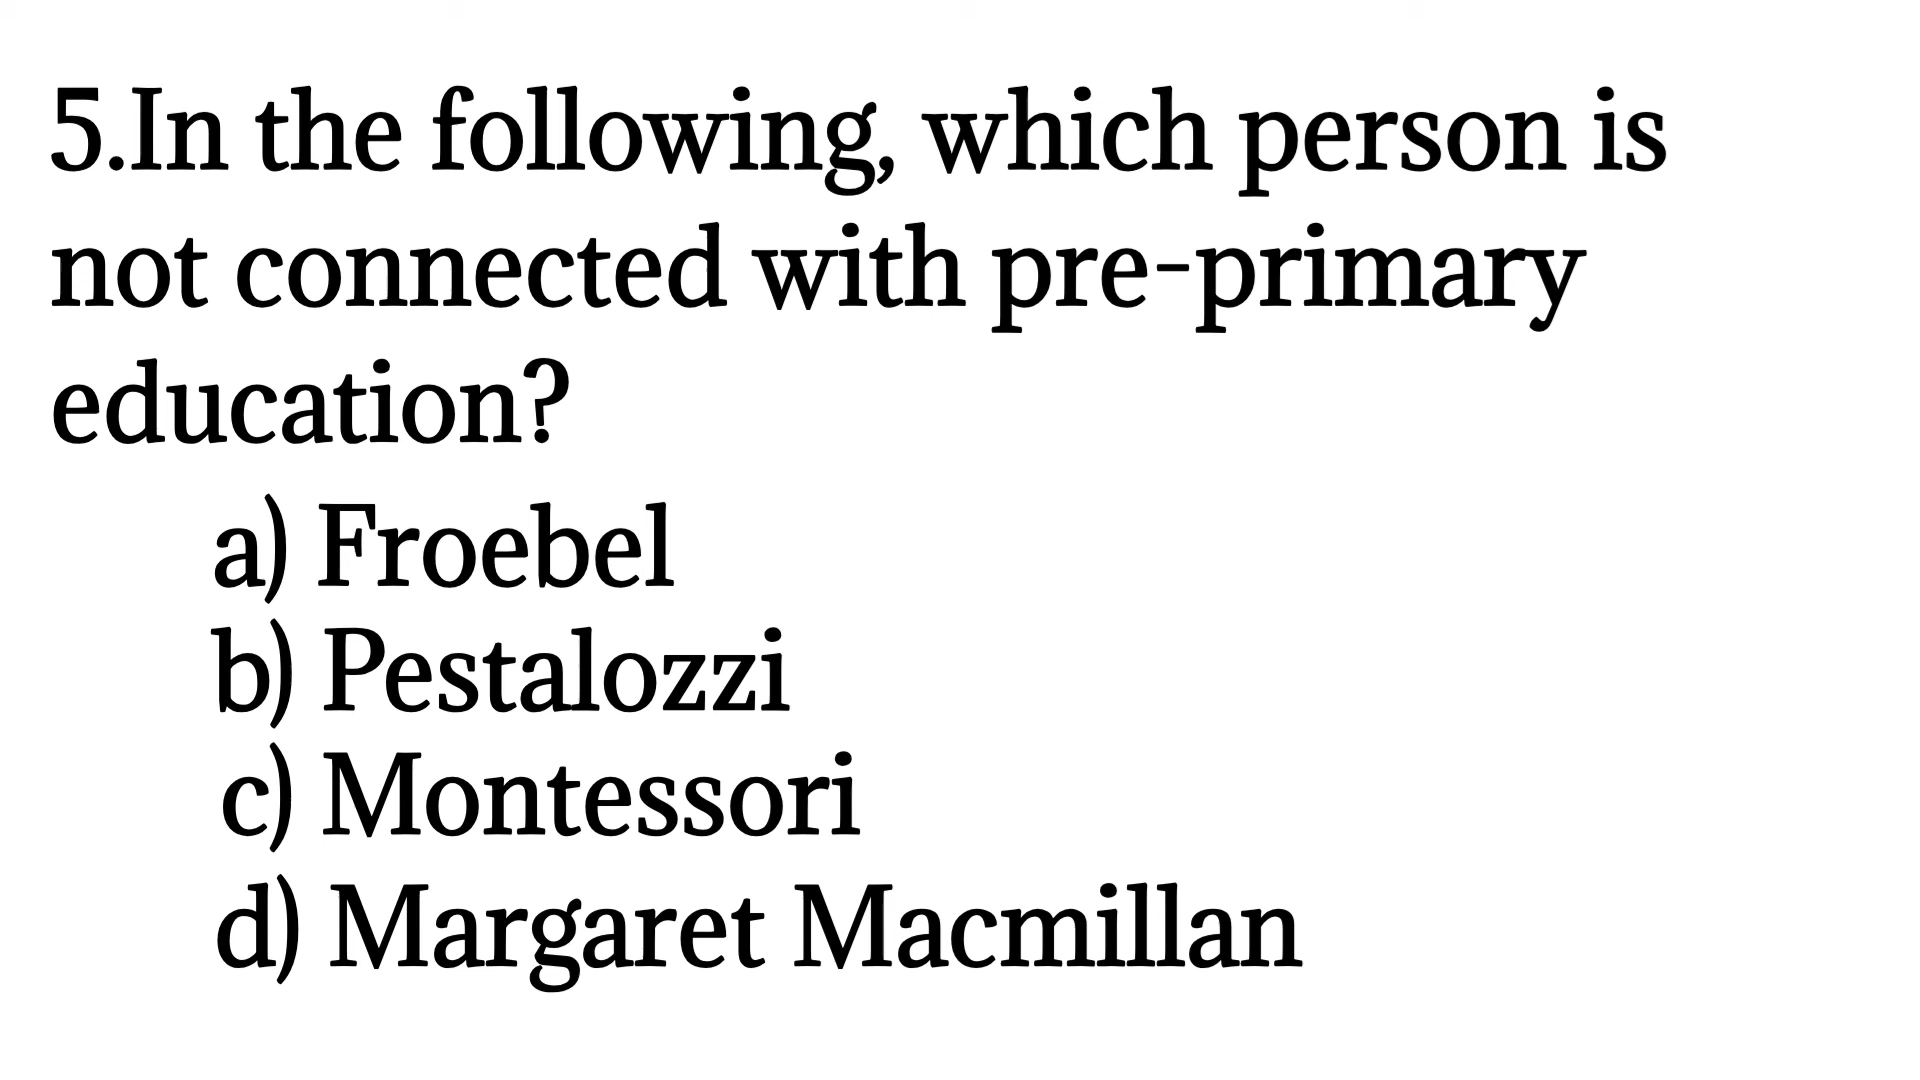 5.In the following, which person is
not connected with pre-primary
education?
a) Froebel
b) Pestalozzi
c) Montessori
d) Margaret Macmillan